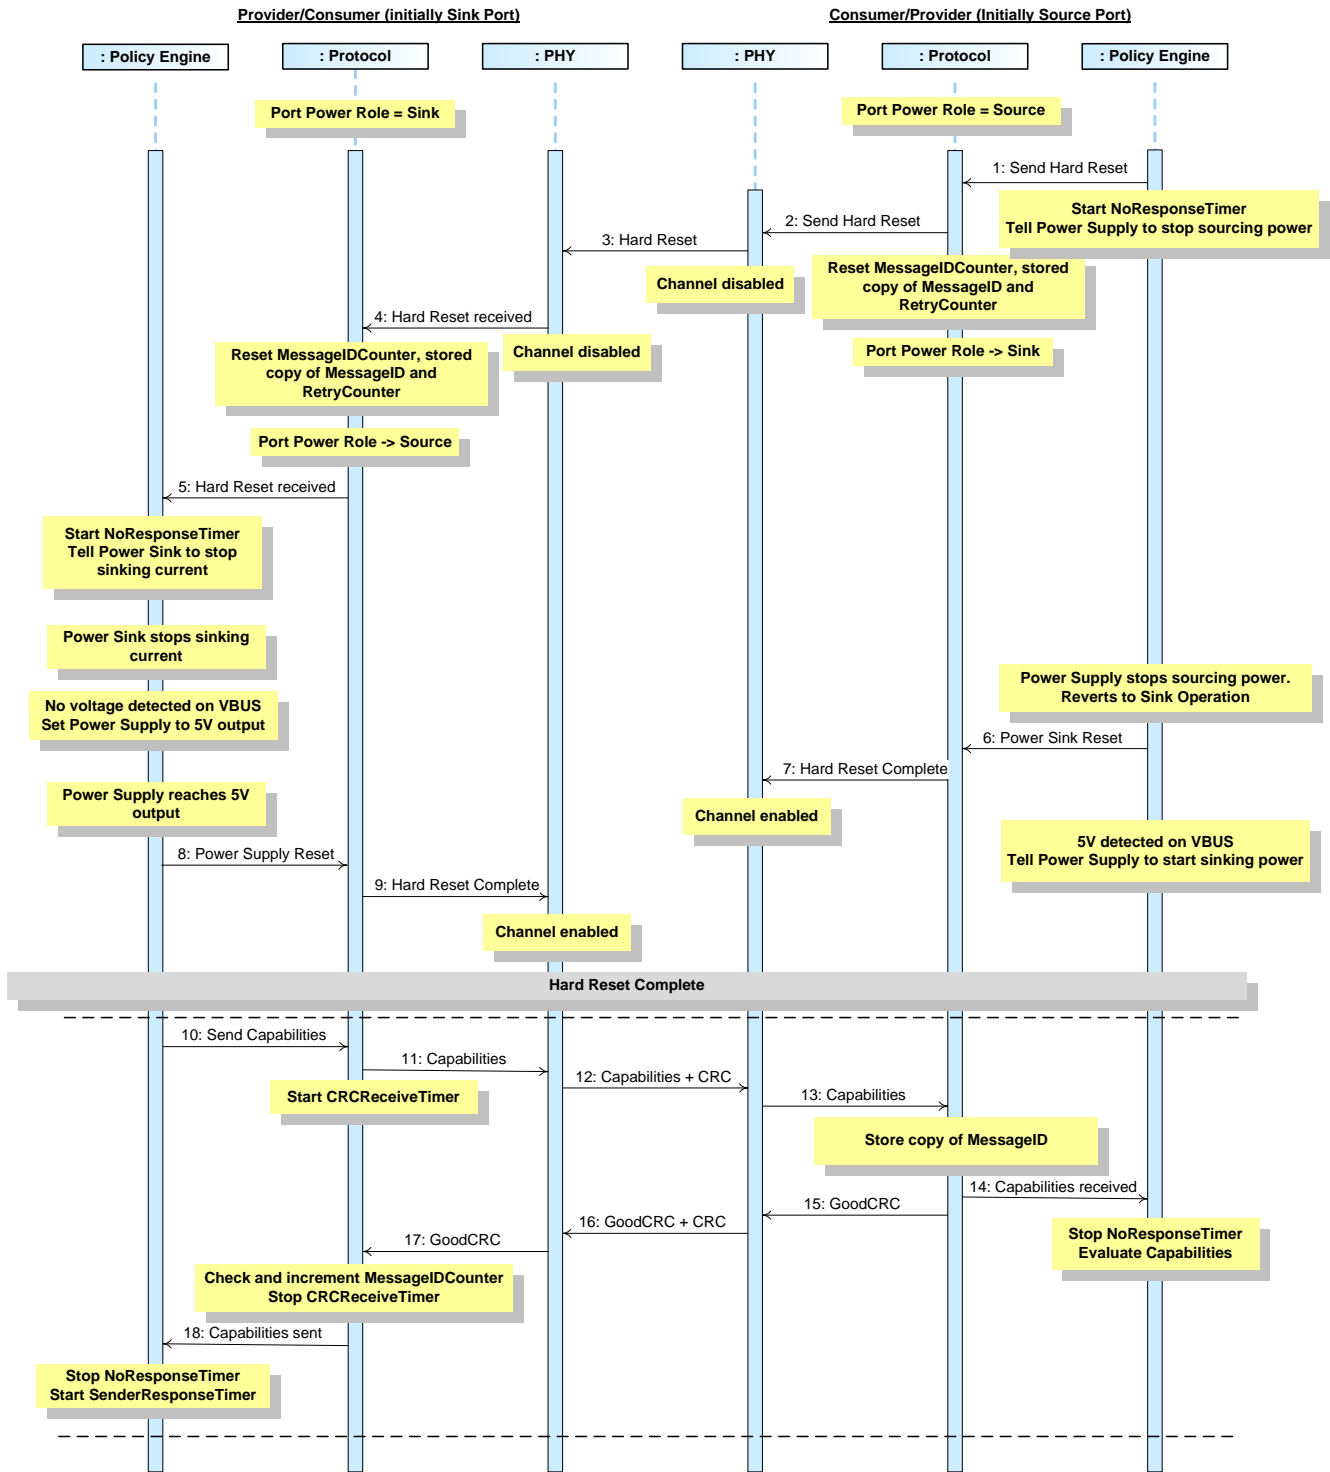 Provider/Consumer (initially Sink Port)
Consumer/Provider (Initially Source Port)
: Policy Engine
: Protocol
: PHY
: PHY
: Protocol
: Policy Engine
Port Power Role = Sink
Port Power Role = Source
1: Send Hard Reset
Start NoResponseTimer
Tell Power Supply to stop sourcing power
2: Send Hard Reset
3: Hard Reset
Channel disabled
Reset MessageIDCounter, stored
copy of MessageID and
RetryCounter
4: Hard Reset received
Channel disabled
Port Power Role -> Sink
Reset MessageIDCounter, stored
copy of MessageID and
RetryCounter
Port Power Role -> Source
5: Hard Reset received
Start NoResponseTimer
Tell Power Sink to stop
sinking current
Power Sink stops sinking
current
Power Supply stops sourcing power.
Reverts to Sink Operation
No voltage detected on VBUS
Set Power Supply to 5V output
6: Power Sink Reset
7: Hard Reset Complete
Power Supply reaches 5V
output
Channel enabled
5V detected on VBUS
Tell Power Supply to start sinking power
8: Power Supply Reset
9: Hard Reset Complete
Channel enabled
Hard Reset Complete
10: Send Capabilities
11: Capabilities
12: Capabilities + CRC
Start CRCReceiveTimer
13: Capabilities
Store copy of MessageID
14: Capabilities received
15: GoodCRC
16: GoodCRC + CRC
17: GoodCRC
Stop NoResponseTimer
Evaluate Capabilities
Check and increment MessageIDCounter
Stop CRCReceiveTimer
18: Capabilities sent
Stop NoResponseTimer
Start SenderResponseTimer